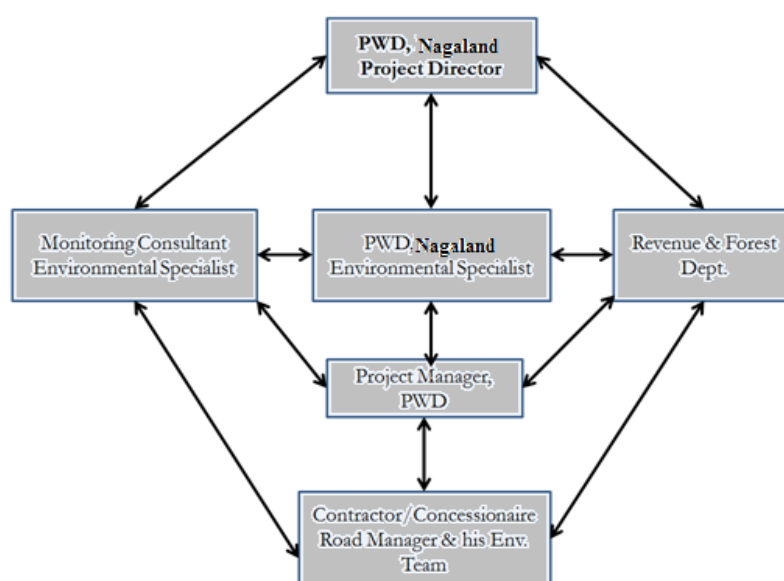 PWD, Nagaland
Project Director
Monitoring Consultant
Environmental Specialist
PWD, Nagaland
Environmental Specialist
Revenue & Forest
Dept.
Project Manager,
PWD
Contractor/Concessionaire
Road Manager & his Env.
Team